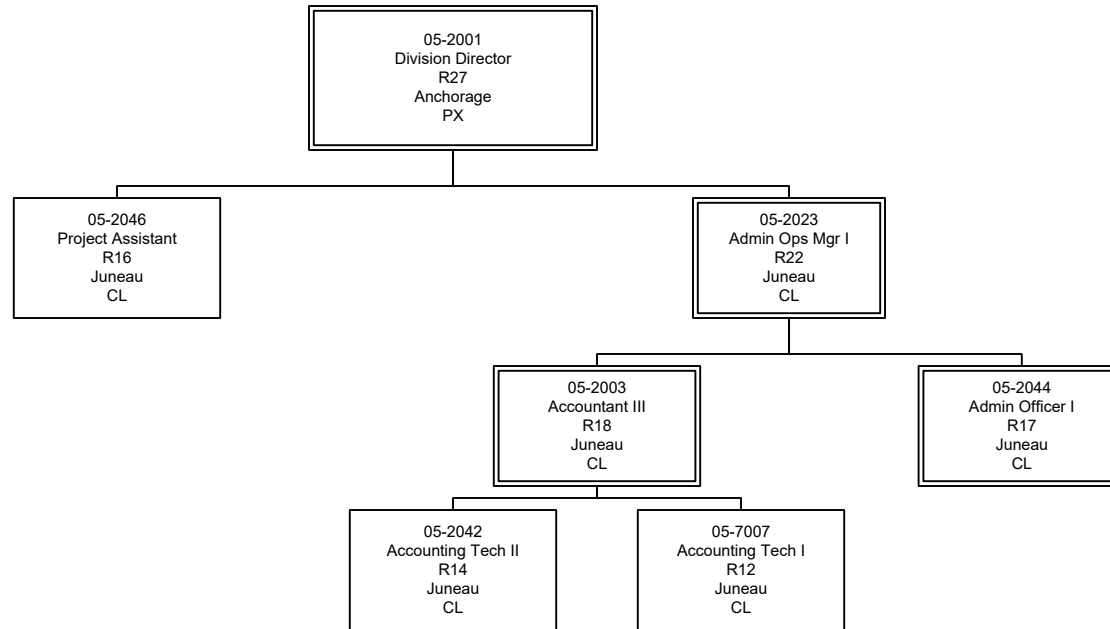 05-2001
Division Director
R27
Anchorage
PX
05-2046
Project Assistant
R16
Juneau
CL
05-2023
Admin Ops Mgr I
R22
Juneau
CL
05-2003
Accountant III
R18
Juneau
CL
05-2044
Admin Officer I
R17
Juneau
CL
05-2042
Accounting Tech II
R14
Juneau
CL
05-7007
Accounting Tech I
R12
Juneau
CL